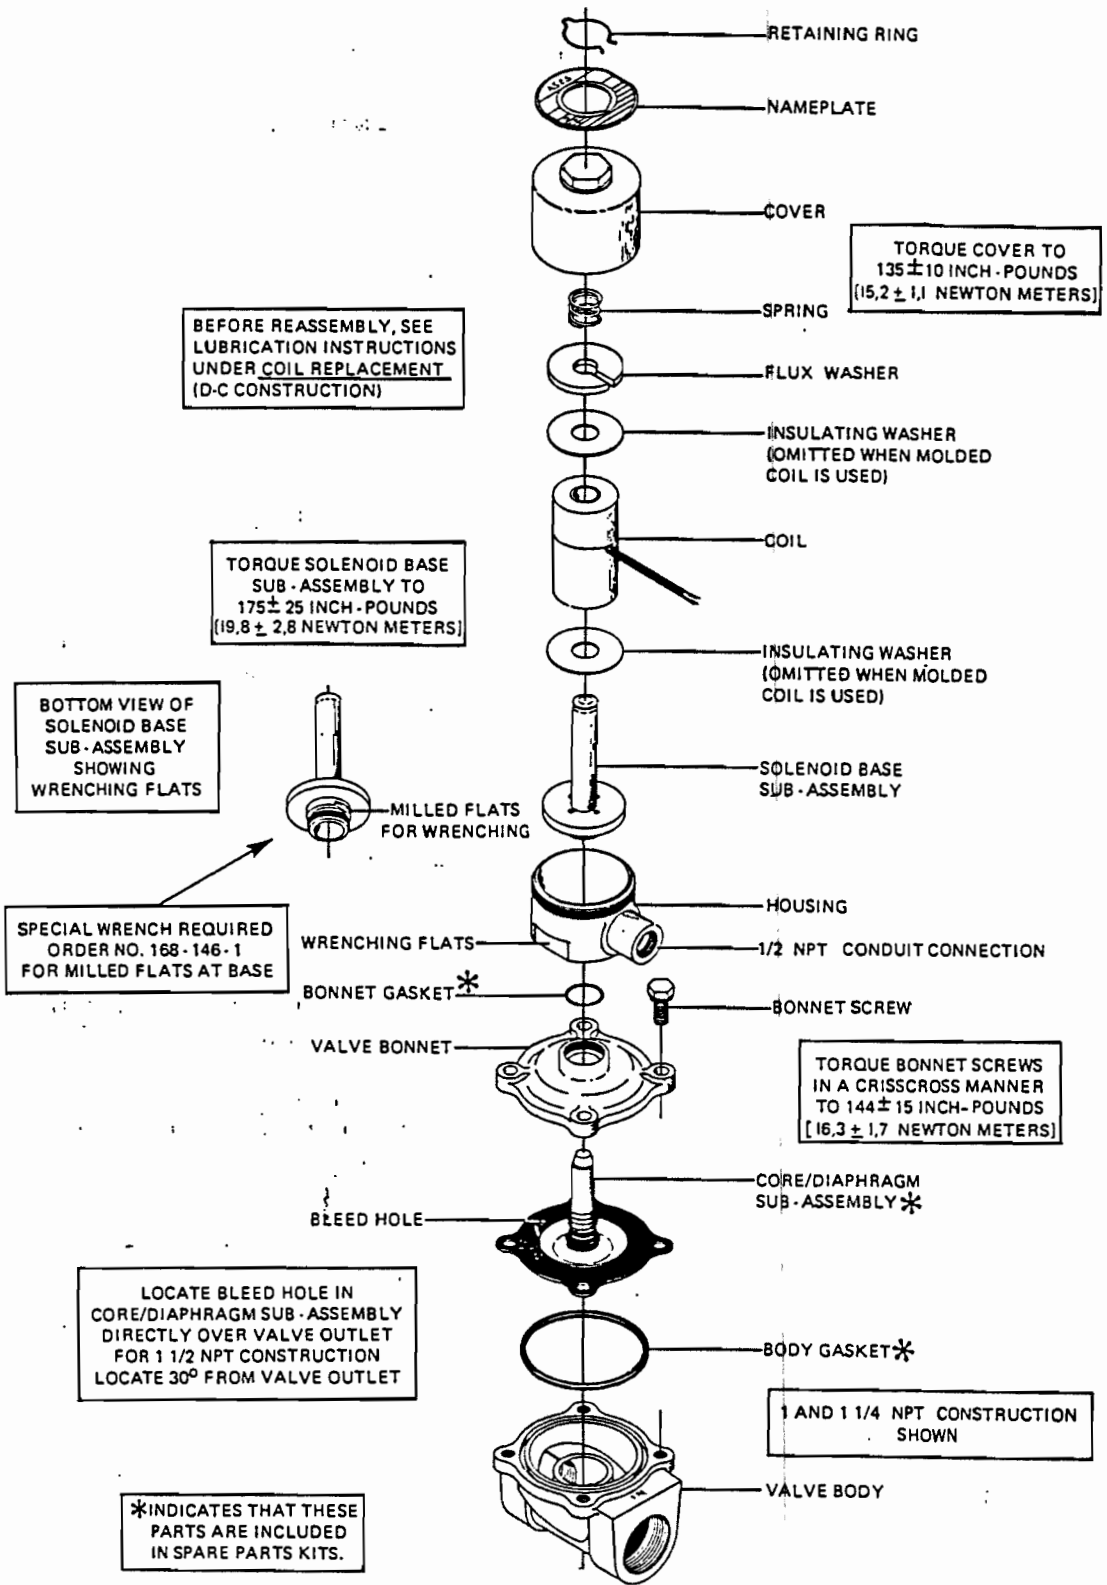 RETAINING RING
NAMEPLATE
COVER
TORQUE COVER TO
135±10 INCH-POUNDS
[15,2 ± 1,1 NEWTON METERS]
SPRING
BEFORE REASSEMBLY, SEE
LUBRICATION INSTRUCTIONS
UNDER COIL REPLACEMENT
(D-C CONSTRUCTION)
FLUX WASHER
INSULATING WASHER
(OMITTED WHEN MOLDED
COIL IS USED)
COIL
TORQUE SOLENOID BASE
SUB-ASSEMBLY TO
175± 25 INCH-POUNDS
[19,8 ± 2,8 NEWTON METERS]
INSULATING WASHER
(OMITTED WHEN MOLDED
COIL IS USED)
BOTTOM VIEW OF
SOLENOID BASE
SUB-ASSEMBLY
SHOWING
WRENCHING FLATS
MILLED FLATS
FOR WRENCHING
SOLENOID BASE
SUB-ASSEMBLY
SPECIAL WRENCH REQUIRED
ORDER NO. 168-146-1
FOR MILLED FLATS AT BASE
HOUSING
WRENCHING FLATS
1/2 NPT CONDUIT CONNECTION
BONNET GASKET*
BONNET SCREW
VALVE BONNET
TORQUE BONNET SCREWS
IN A CRISSCROSS MANNER
TO 144± 15 INCH-POUNDS
[16,3 ± 1,7 NEWTON METERS]
CORE/DIAPHRAGM
SUB-ASSEMBLY*
BLEED HOLE
LOCATE BLEED HOLE IN
CORE/DIAPHRAGM SUB-ASSEMBLY
DIRECTLY OVER VALVE OUTLET
FOR 1 1/2 NPT CONSTRUCTION
LOCATE 30° FROM VALVE OUTLET
BODY GASKET*
1 AND 1 1/4 NPT CONSTRUCTION
SHOWN
IN
VALVE BODY
*INDICATES THAT THESE
PARTS ARE INCLUDED
IN SPARE PARTS KITS.